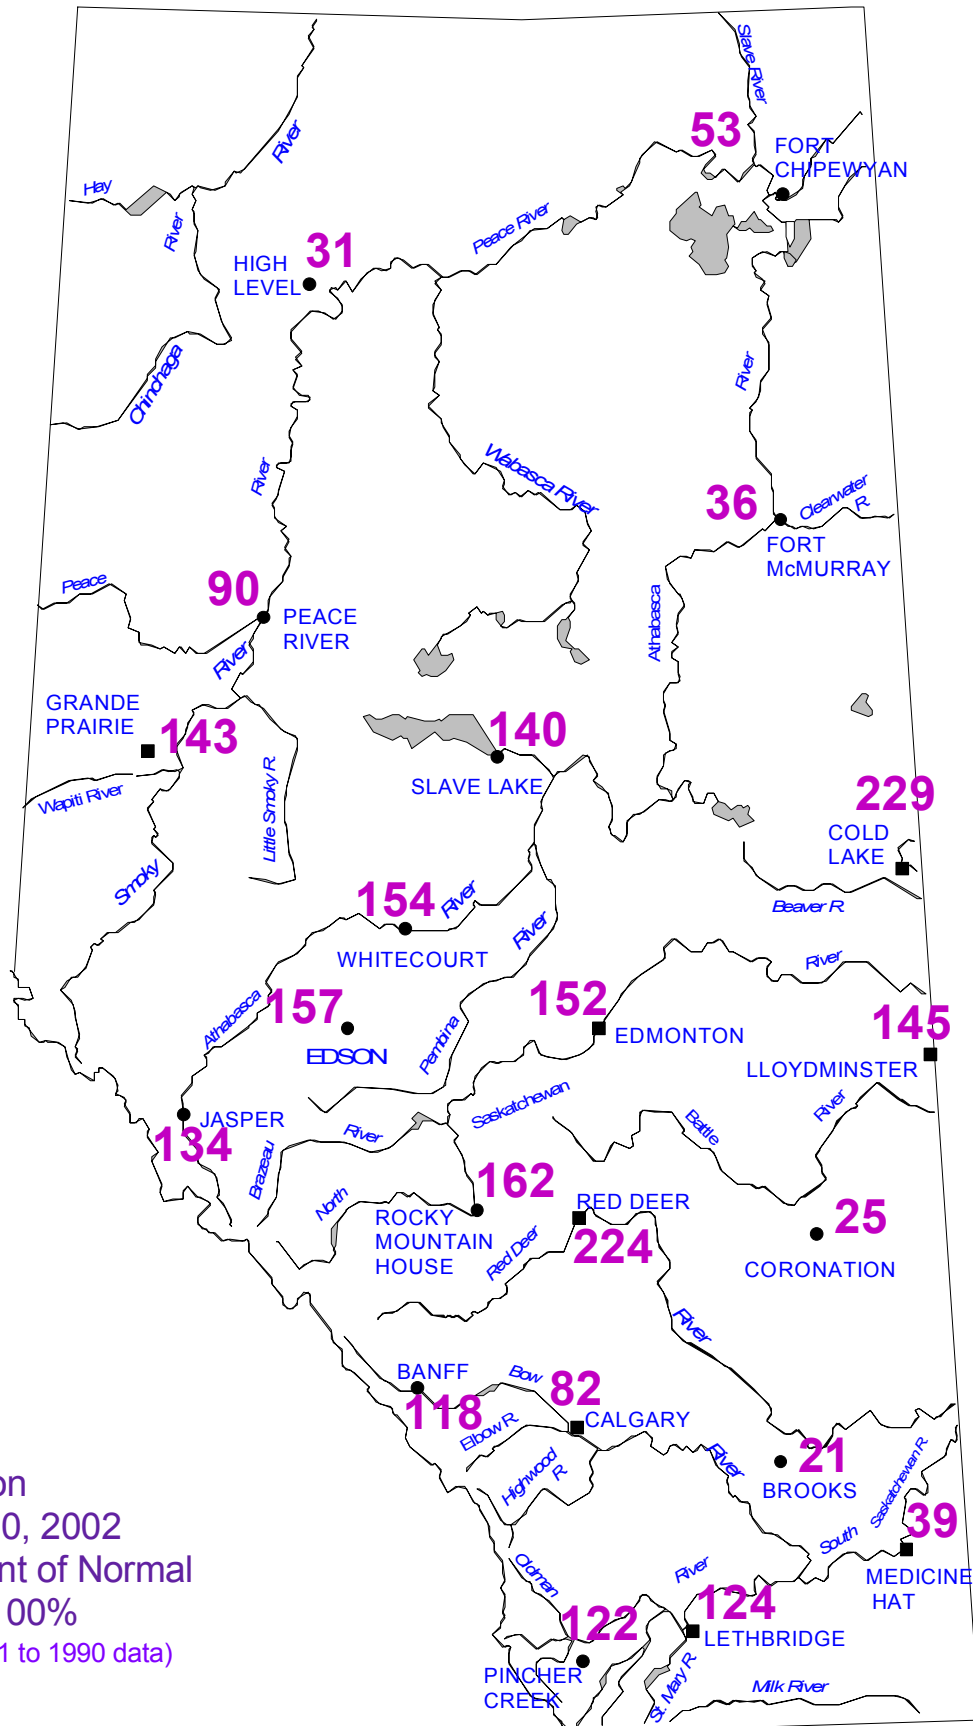 Slave River
53
FORT
CHIPEWYAN
River
Hay
River
Peace River
31
HIGH
LEVEL
Chinchaga
River
Wabasca River
River
36
Clearwater
R.
FORT
McMURRAY
Peace
90
PEACE
RIVER
River
Athabasca
GRANDE
PRAIRIE
143
140
SLAVE LAKE
Wapiti River
Little Smoky R.
229
COLD
LAKE
Smoky
Beaver R.
154
River
WHITECOURT
River
River
Athabasca
157
EDSON
Pembina
152
EDMONTON
145
LLOYDMINSTER
JASPER
134
Brazeau
River
Saskatchewan
Battle
River
North
162
ROCKY
MOUNTAIN
HOUSE
RED DEER
224
Red Deer
25
CORONATION
River
BANFF
118
Bow
82
CALGARY
Elbow R.
Highwood
R.
River
21
BROOKS
Saskatchewan R.
39
South
MEDICINE
HAT
Oldman
River
124
LETHBRIDGE
122
PINCHER
CREEK
St. Mary R.
Milk River
on
0, 2002
nt of Normal
00%
1 to 1990 data)